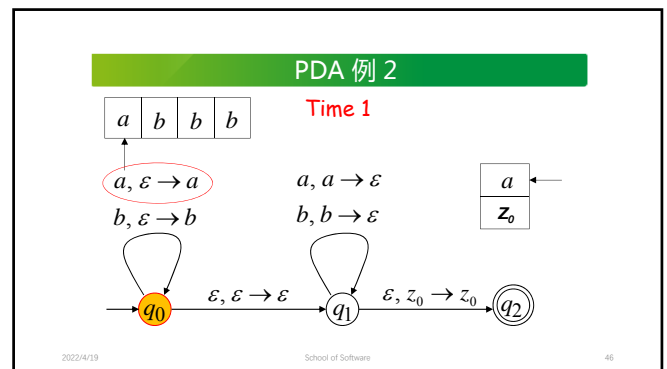 PDA 例 2
Time 1
a b b b
a, ε → a
b, ε → b
a, a → ε
b, b → ε
a
Z₀
ε, ε → ε
ε, z₀ → z₀
q₀
q₁
q₂
2022/4/19
School of Software
46